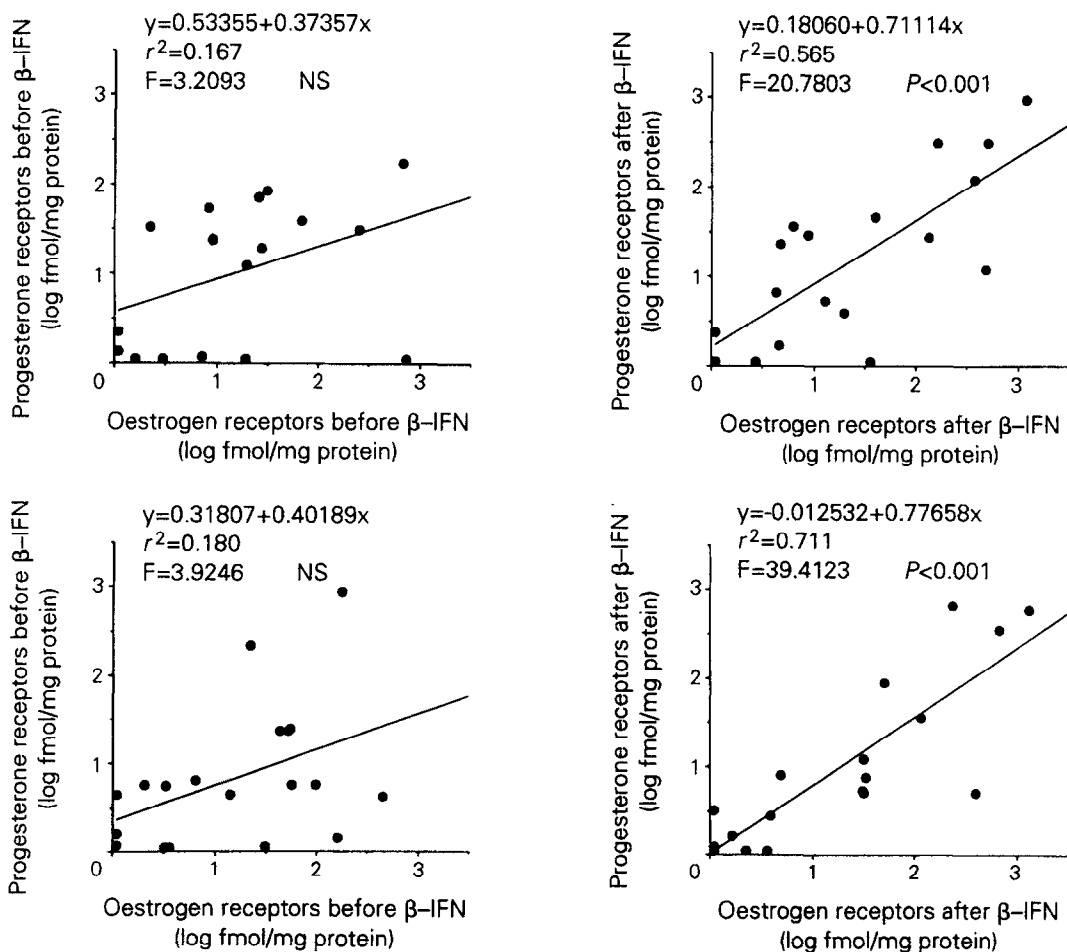 y=0.53355+0.37357x
r²=0.167
F=3.2093 NS
Progesterone receptors before β–IFN
(log fmol/mg protein)
3
2
1
0
1
2
3
Oestrogen receptors before β–IFN
(log fmol/mg protein)
y=0.18060+0.71114x
r²=0.565
F=20.7803 P<0.001
Progesterone receptors after β–IFN
(log fmol/mg protein)
3
2
1
0
1
2
3
Oestrogen receptors after β–IFN
(log fmol/mg protein)
y=0.31807+0.40189x
r²=0.180
F=3.9246 NS
Progesterone receptors before β–IFN
(log fmol/mg protein)
3
2
1
0
1
2
3
Oestrogen receptors before β–IFN
(log fmol/mg protein)
y=-0.012532+0.77658x
r²=0.711
F=39.4123 P<0.001
Progesterone receptors after β–IFN
(log fmol/mg protein)
3
2
1
0
1
2
3
Oestrogen receptors after β–IFN
(log fmol/mg protein)